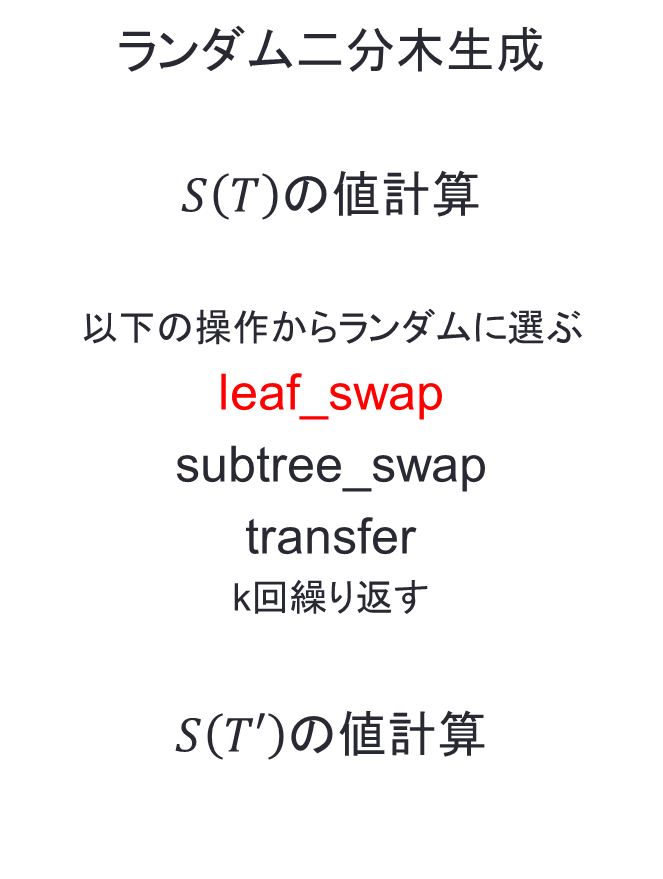 ランダム二分木生成
S(T)の値計算
以下の操作からランダムに選ぶ
leaf_swap
subtree_swap
transfer
k回繰り返す
S(T′)の値計算